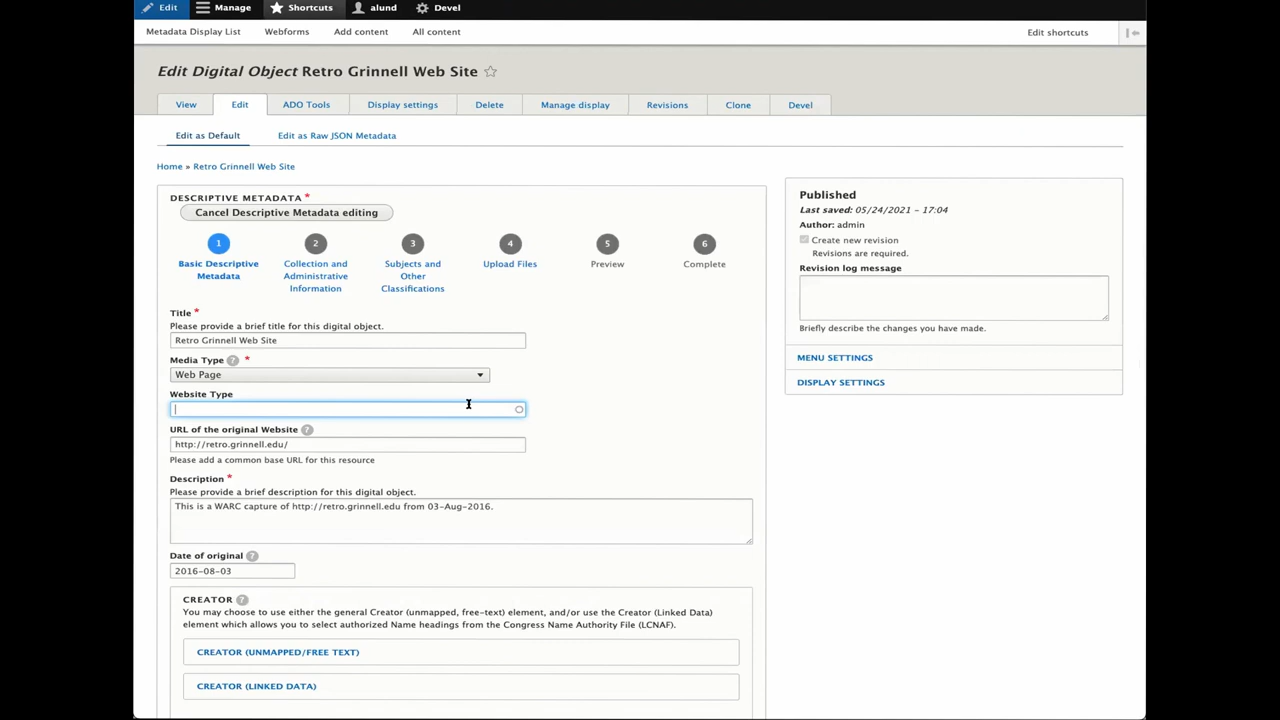 Edit Manage Shortcuts alund Devel
Metadata Display List Webforms Add content All content Edit shortcuts
Edit Digital Object Retro Grinnell Web Site
View Edit ADO Tools Display settings Delete Manage display Revisions Clone Devel
Edit as Default Edit as Raw JSON Metadata
Home » Retro Grinnell Web Site
DESCRIPTIVE METADATA *
Cancel Descriptive Metadata editing
1 2 3 4 5 6
Basic Descriptive Metadata
Collection and Administrative Information
Subjects and Other Classifications
Upload Files
Preview
Complete
Title *
Please provide a brief title for this digital object.
Retro Grinnell Web Site
Media Type ? *
Web Page
Website Type
URL of the original Website ?
http://retro.grinnell.edu/
Please add a common base URL for this resource
Description *
Please provide a brief description for this digital object.
This is a WARC capture of http://retro.grinnell.edu from 03-Aug-2016.
Date of original ?
2016-08-03
CREATOR ?
You may choose to use either the general Creator (unmapped, free-text) element, and/or use the Creator (Linked Data)
element which allows you to select authorized Name headings from the Congress Name Authority File (LCNAF).
CREATOR (UNMAPPED/FREE TEXT)
CREATOR (LINKED DATA)
Published
Last saved: 05/24/2021 - 17:04
Author: admin
Create new revision
Revisions are required.
Revision log message
Briefly describe the changes you have made.
MENU SETTINGS
DISPLAY SETTINGS